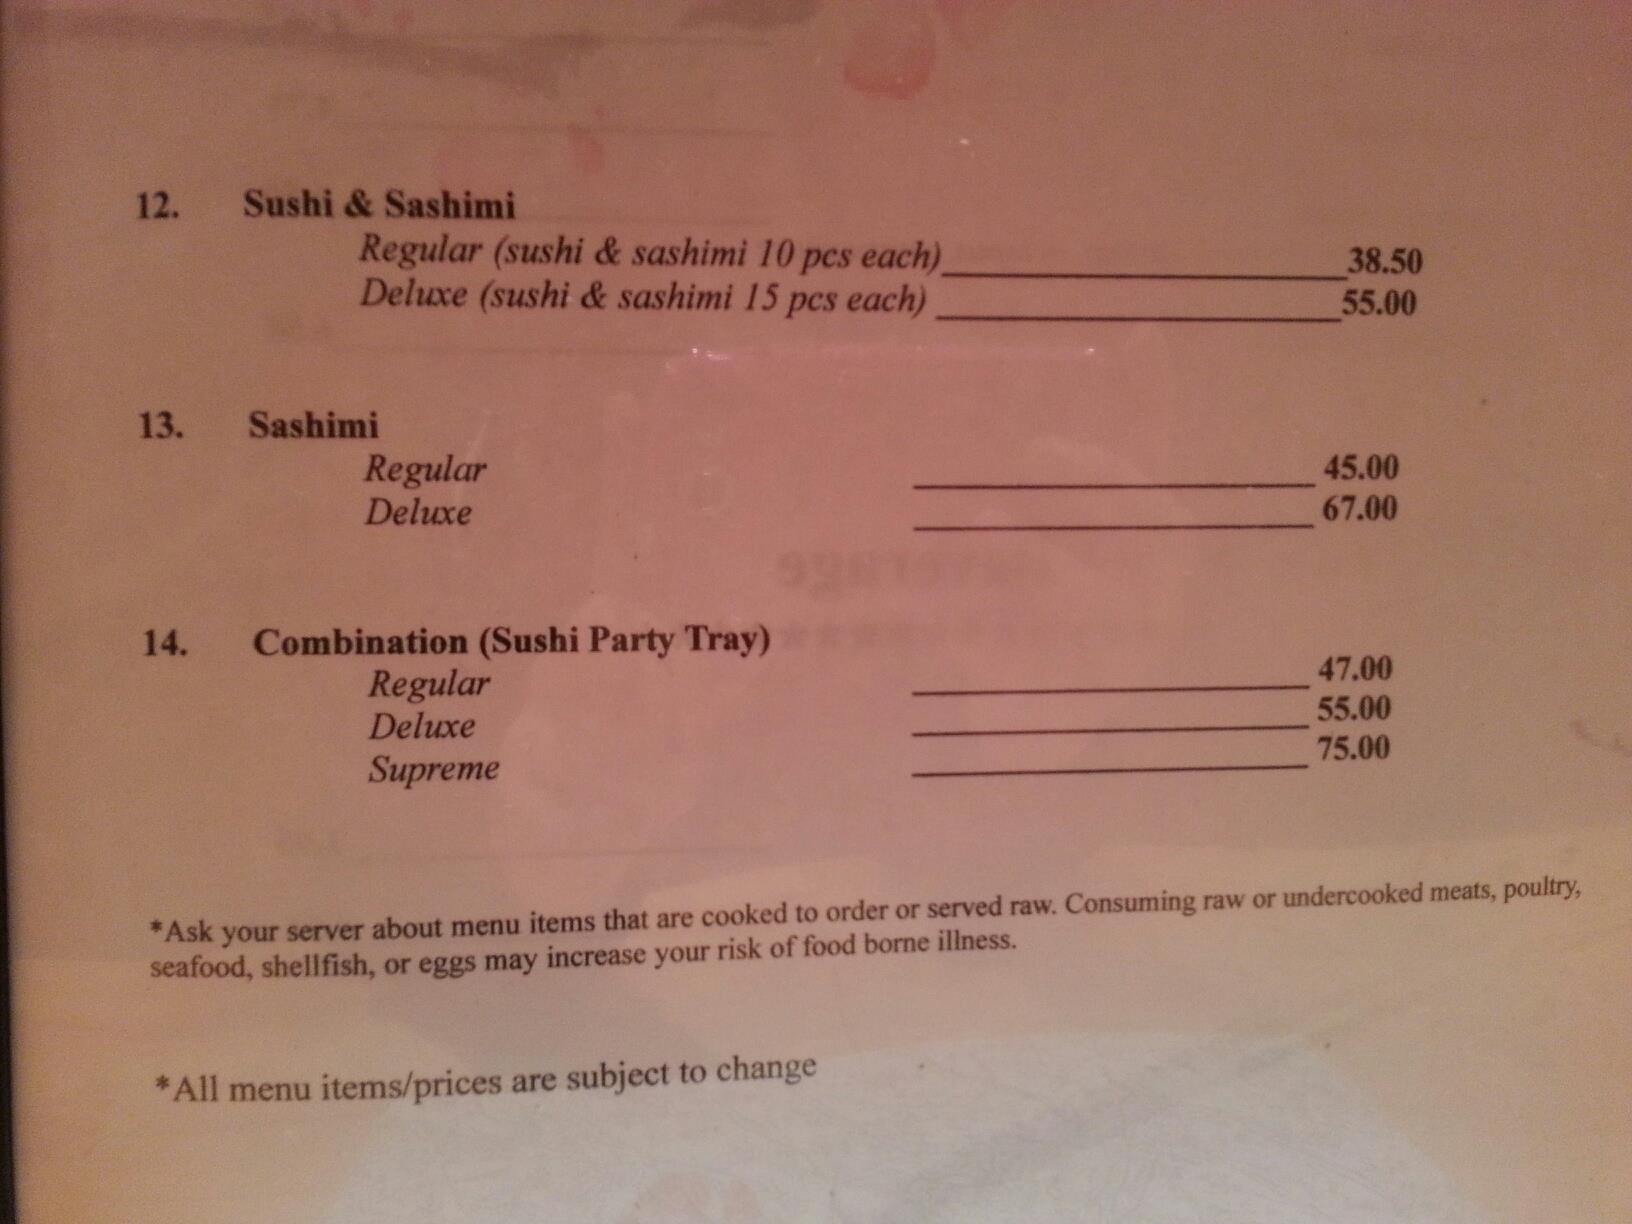 12. Sushi & Sashimi
Regular (sushi & sashimi 10 pcs each) 38.50
Deluxe (sushi & sashimi 15 pcs each) 55.00
13. Sashimi
Regular 45.00
Deluxe 67.00
14. Combination (Sushi Party Tray)
Regular 47.00
Deluxe 55.00
Supreme 75.00
*Ask your server about menu items that are cooked to order or served raw. Consuming raw or undercooked meats, poultry,
seafood, shellfish, or eggs may increase your risk of food borne illness.
*All menu items/prices are subject to change